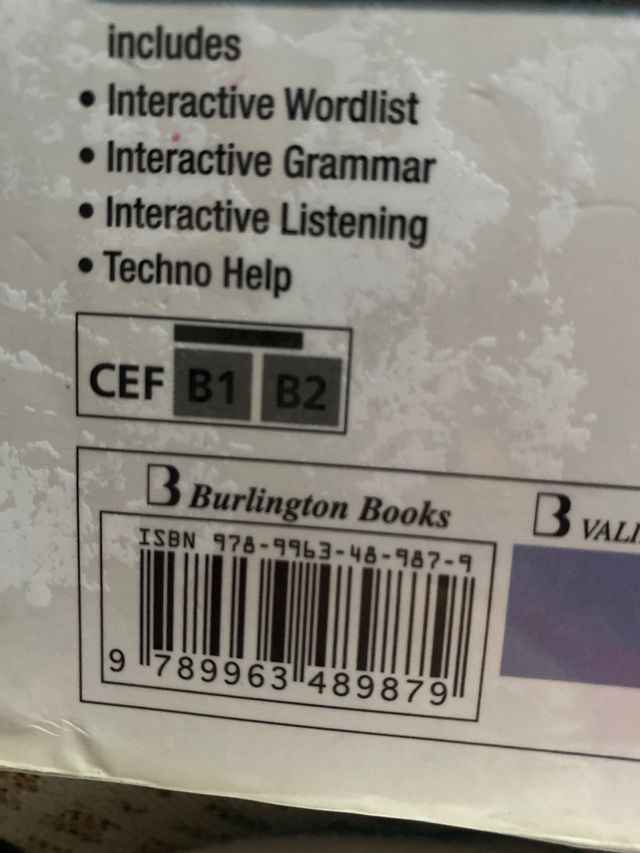 includes
• Interactive Wordlist
• Interactive Grammar
• Interactive Listening
• Techno Help
CEF B1 B2
B Burlington Books
B
ISBN 978-9963-48-987-9
9 789963 489879